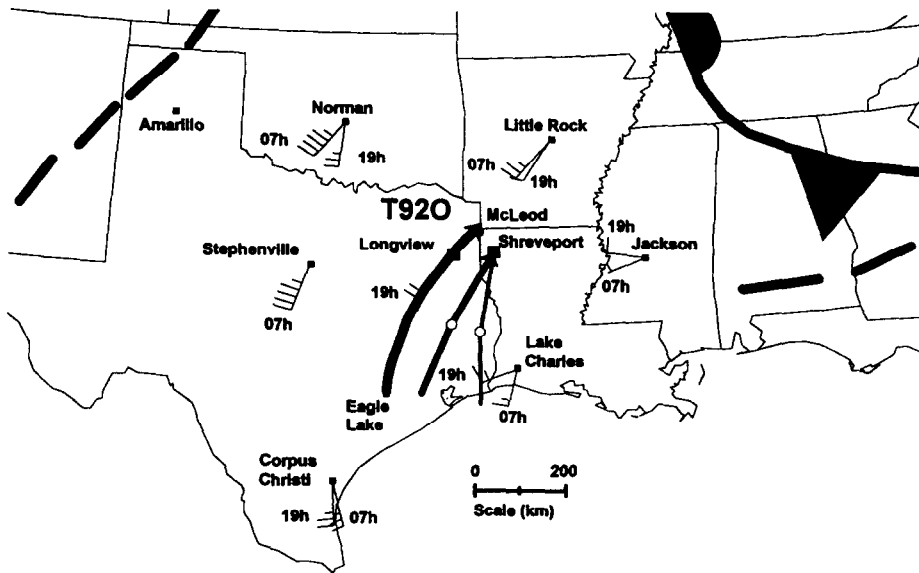 Norman
Amarillo
07h
19h
Little Rock
07h
19h
T92O
McLeod
Longview
Shreveport
19h
Jackson
07h
Stephenville
07h
19h
Lake
Charles
19h
07h
Eagle
Lake
Corpus
Christi
19h
07h
0 200
Scale (km)